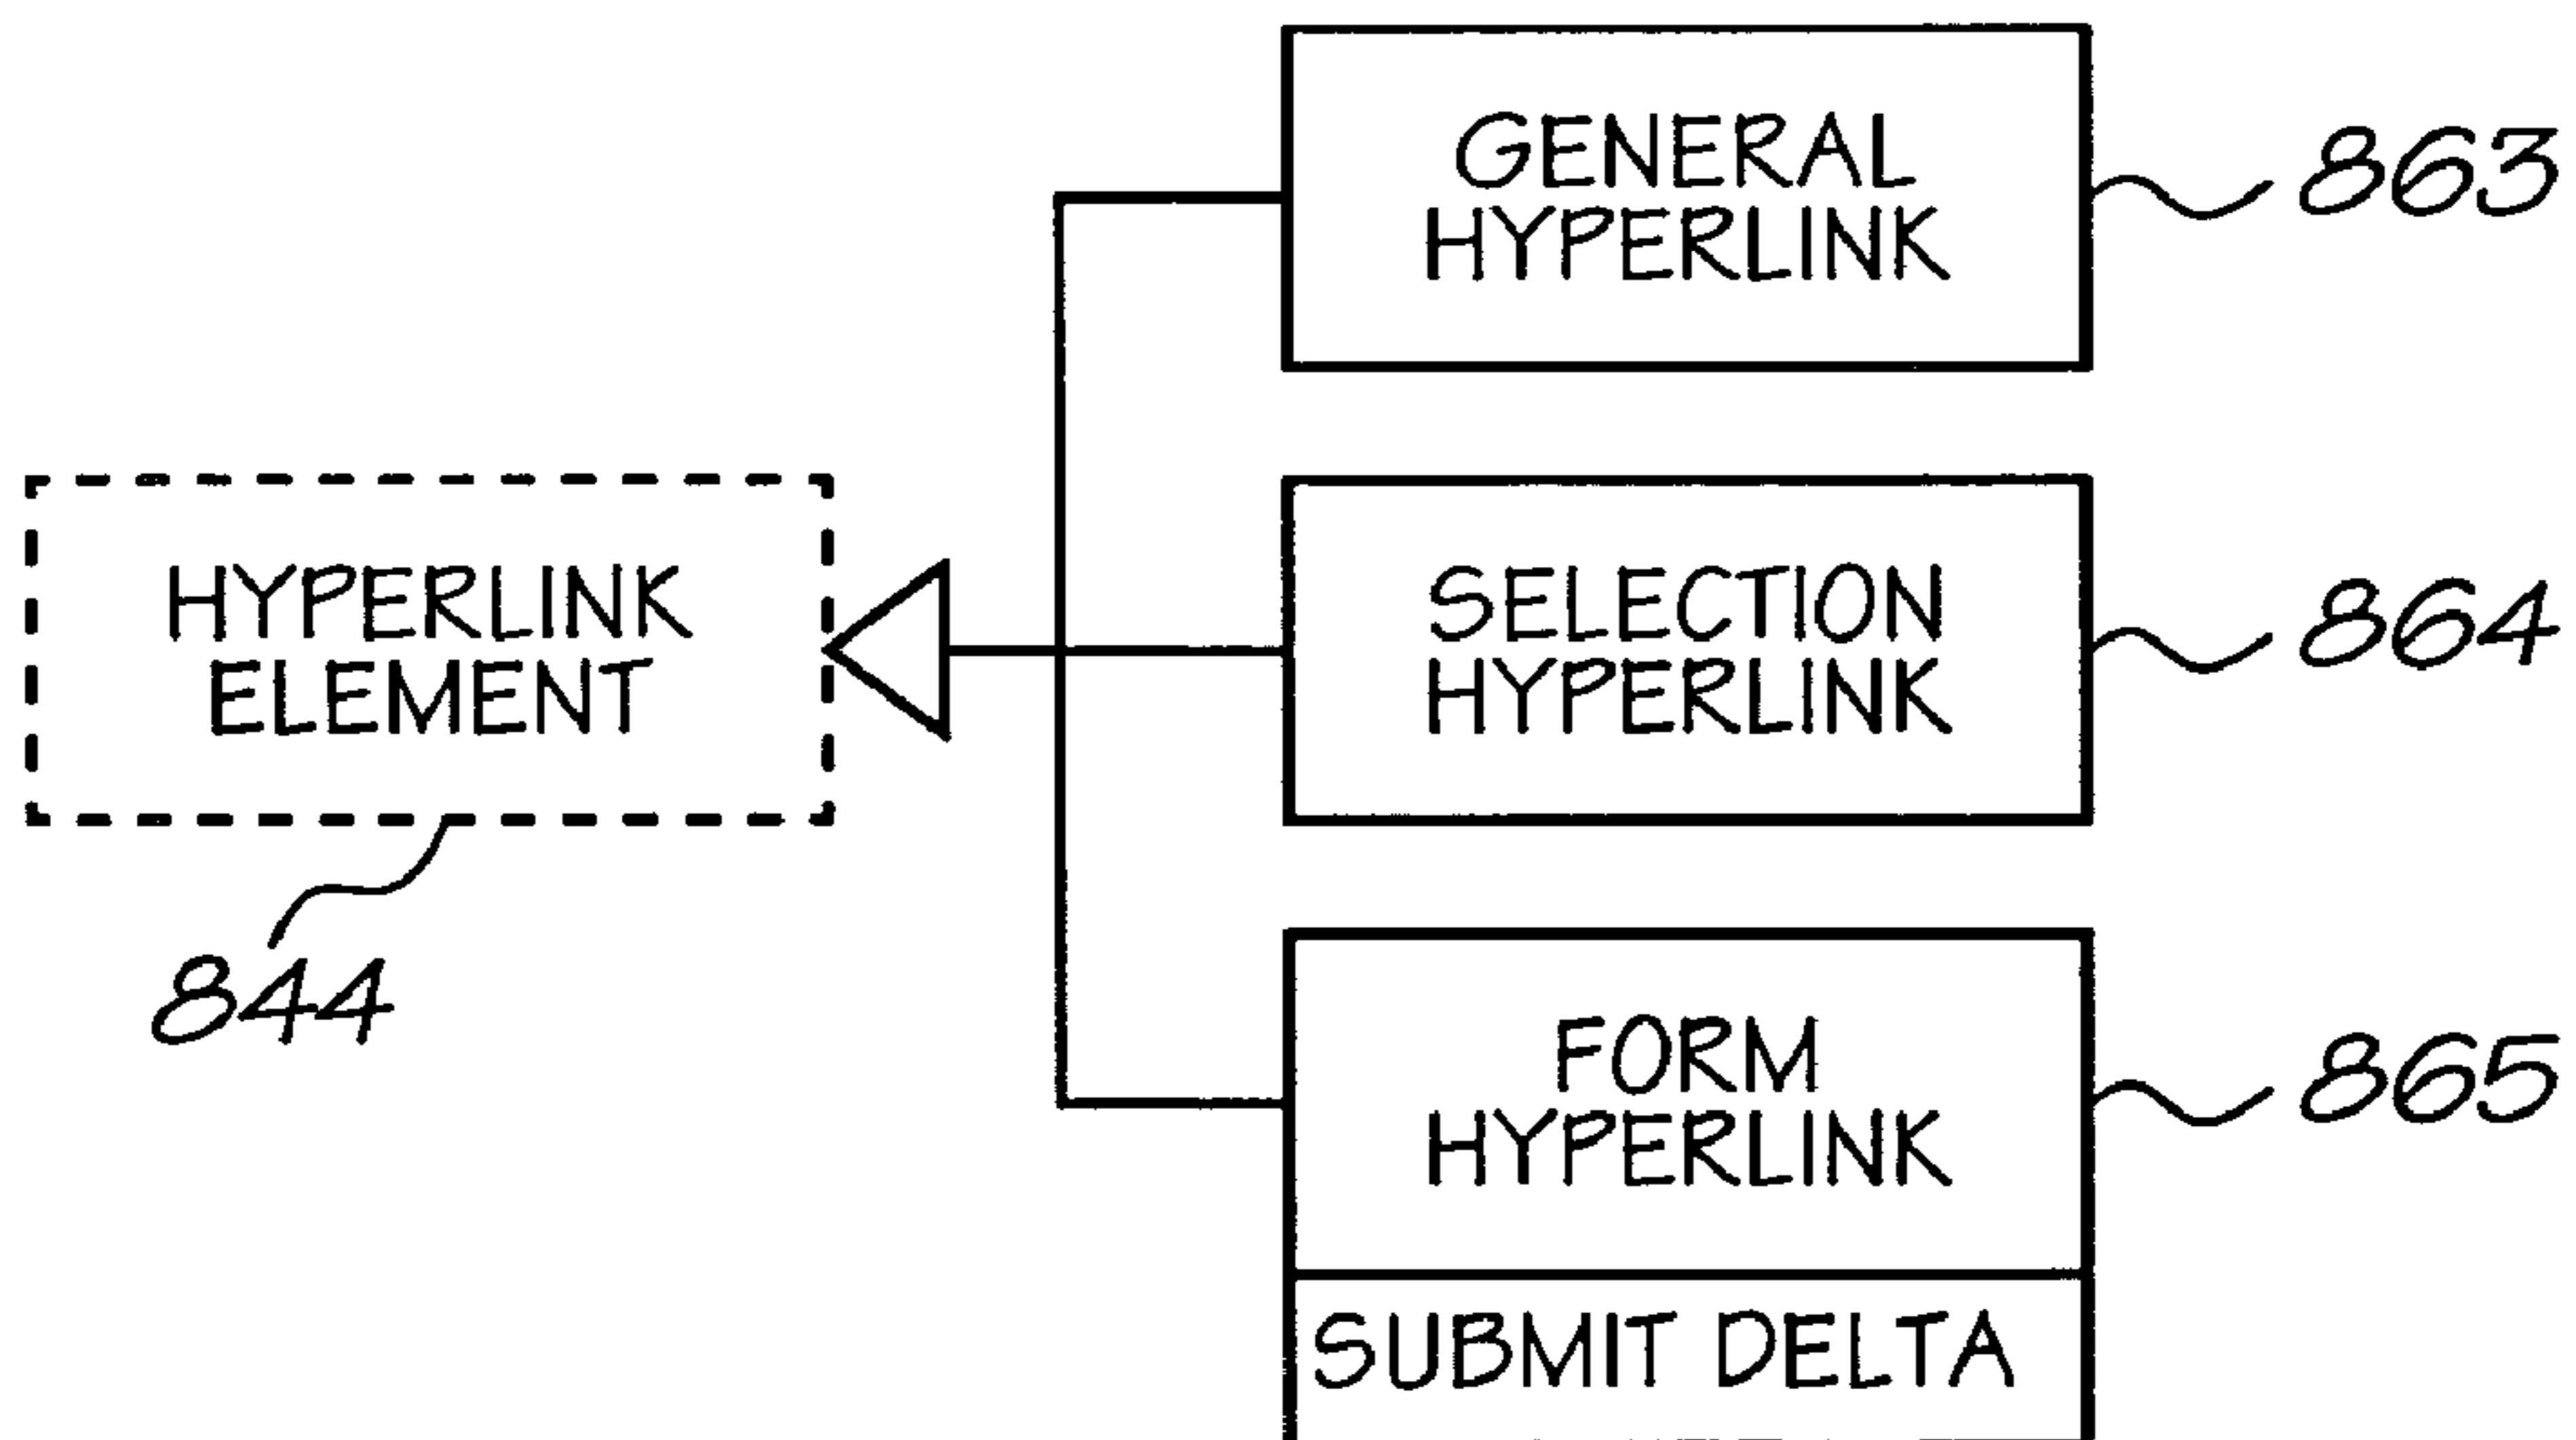 GENERAL
HYPERLINK
863
HYPERLINK
ELEMENT
844
SELECTION
HYPERLINK
864
FORM
HYPERLINK
865
SUBMIT DELTA